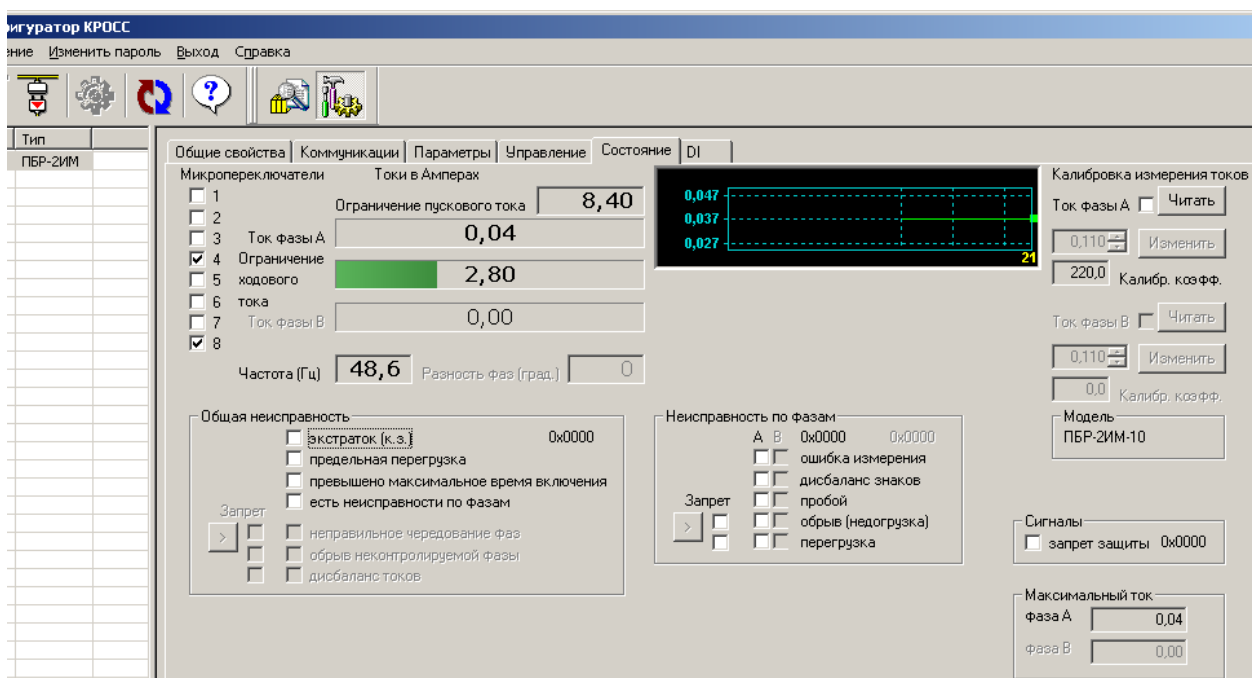 игуратор КРОСС
ение Изменить пароль Выход Справка
Тип
ПБР-2ИМ
Общие свойства Коммуникации Параметры Управление Состояние DI
Микропереключатели
1
2
3
4
5
6
7
8
Токи в Амперах
Ограничение пускового тока 8,40
Ток фазы А 0,04
Ограничение
ходового
тока
2,80
Ток фазы В 0,00
Частота (Гц) 48,6 Разность фаз (град.) 0
0,047
0,037
0,027
21
Калибровка измерения токов
Ток фазы А Читать
0,110 Изменить
220,0 Калибр. коэфф.
Ток фазы В Читать
0,110 Изменить
0,0 Калибр. коэфф.
Общая неисправность
экстраток (к.з.) 0x0000
предельная перегрузка
превышено максимальное время включения
есть неисправности по фазам
Запрет
>
неправильное чередование фаз
обрыв неконтролируемой фазы
дисбаланс токов
Неисправность по фазам
А В 0x0000 0x0000
ошибка измерения
дисбаланс знаков
пробой
обрыв (недогрузка)
перегрузка
Запрет
>
Модель
ПБР-2ИМ-10
Сигналы
запрет защиты 0x0000
Максимальный ток
фаза А 0,04
фаза В 0,00